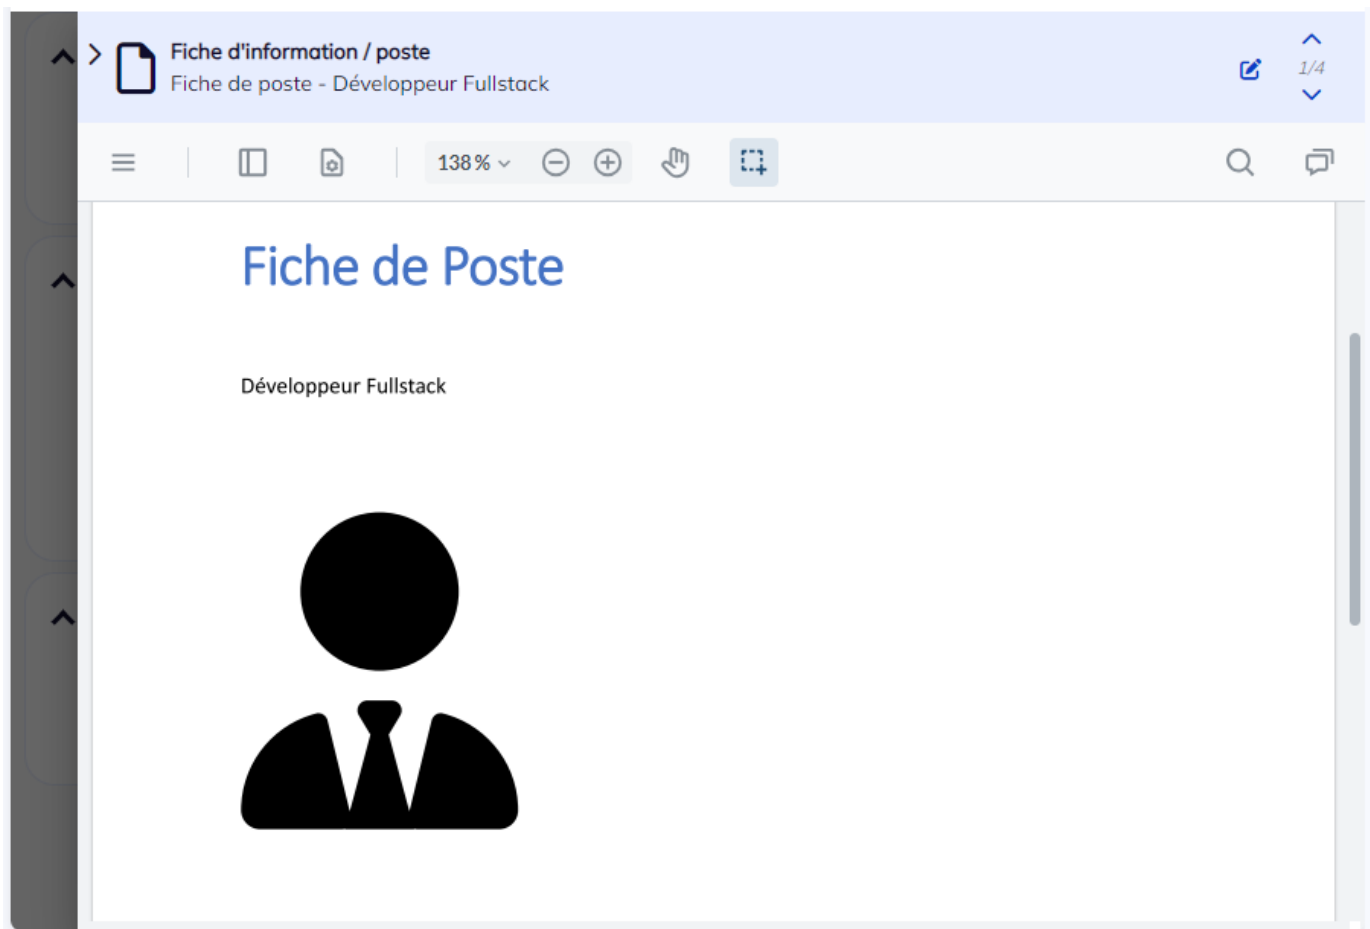 Fiche d'information / poste
Fiche de poste - Développeur Fullstack
1/4
138 %
Fiche de Poste
Développeur Fullstack